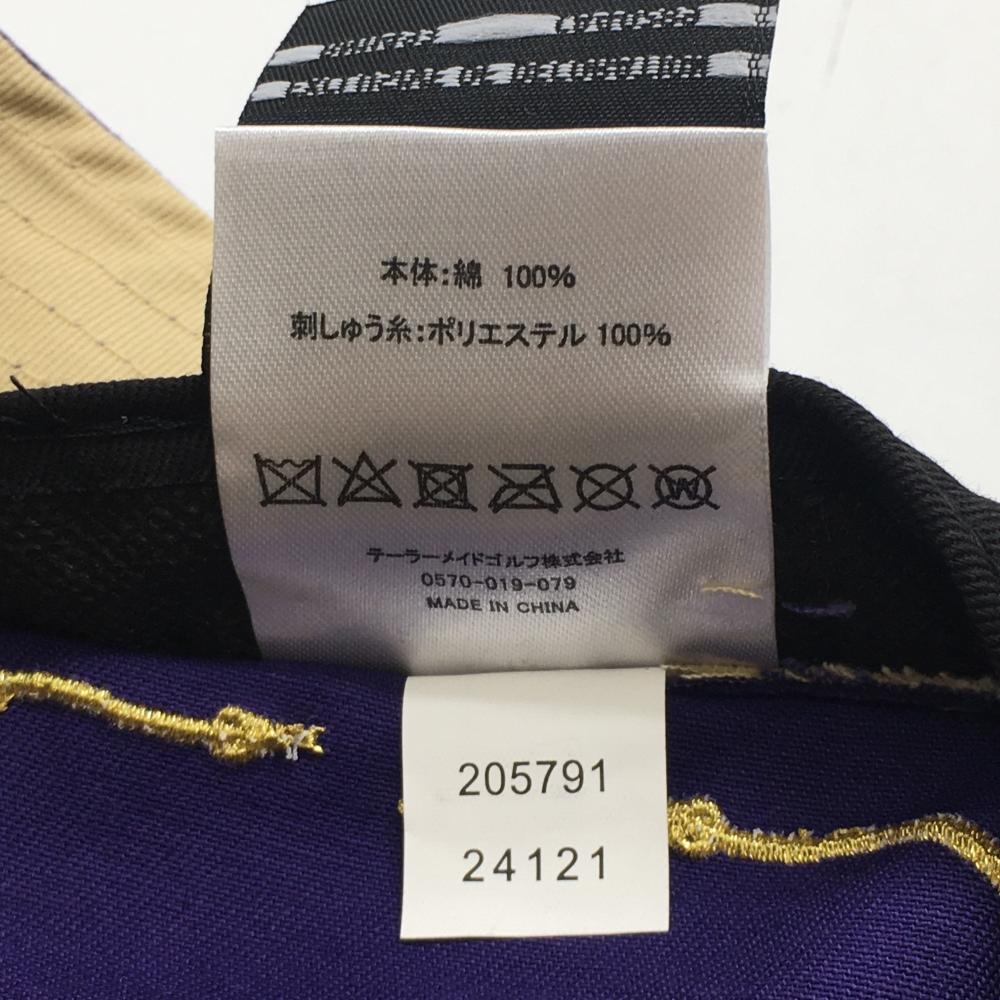 本体:綿 100%
刺しゅう糸:ポリエステル 100%
W
テーラーメイドゴルフ株式会社
0570-019-079
MADE IN CHINA
205791
24121